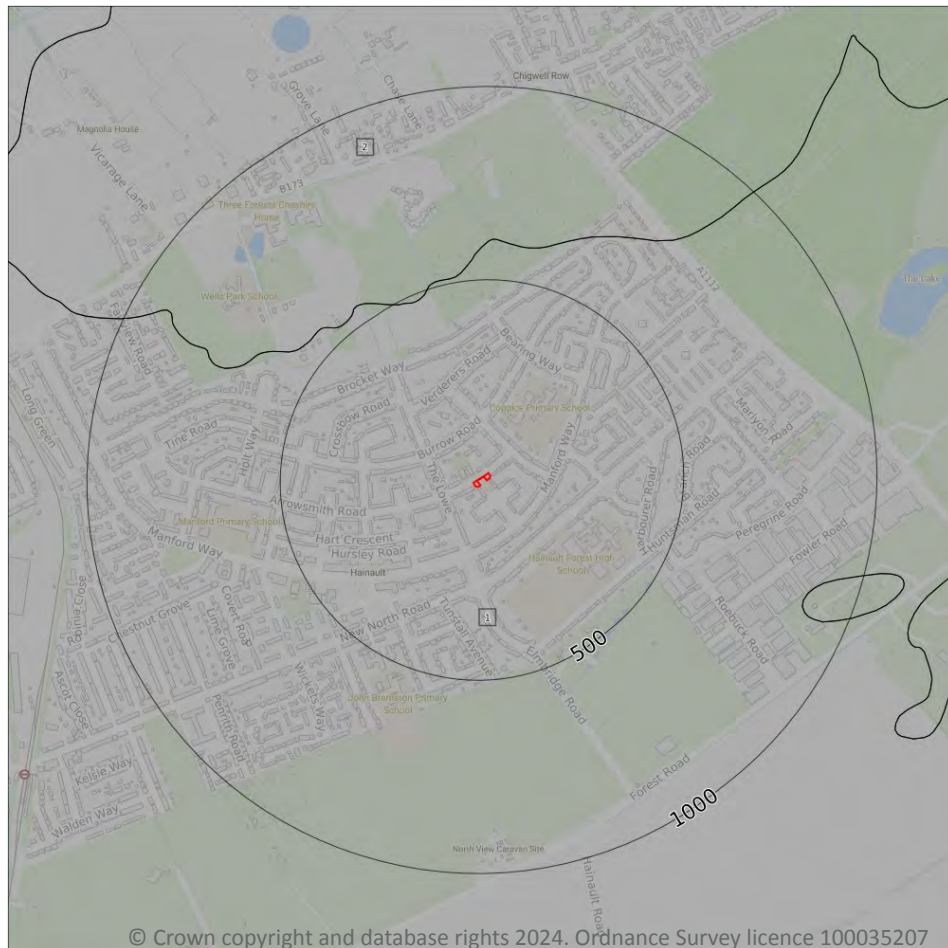 Chigwell Row
Grove Lane
Chase Lane
Magnolia House
2
Vicarage Lane
B173
Three Forests Cheshire
Home
A1112
Wells Park School
Fairview Road
Bearing Way
Brocket Way
Verderers Road
Long Green
Crossbow Road
Coppice Primary School
Marlyon Road
Tine Road
Holt Way
Burrow Road
Manford Way
The Lowe
Arrowsmith Road
Huntsman Road
Peregrine Road
Manford Primary School
Manford Way
Hart Crescent
Hursley Road
Fowler Road
Hainault
Hainault Forest High
School
Chestnut Grove
Covert Road
Lime Grove
New North Road
Tunstall Avenue
1
Roebuck Road
500
Elmbridge Road
Ascot Close
Penrith Road
John Bramston Primary
School
Kelsie Way
Forest Road
1000
Walden Way
North View Caravan Site
Hainault Road
© Crown copyright and database rights 2024. Ordnance Survey licence 100035207